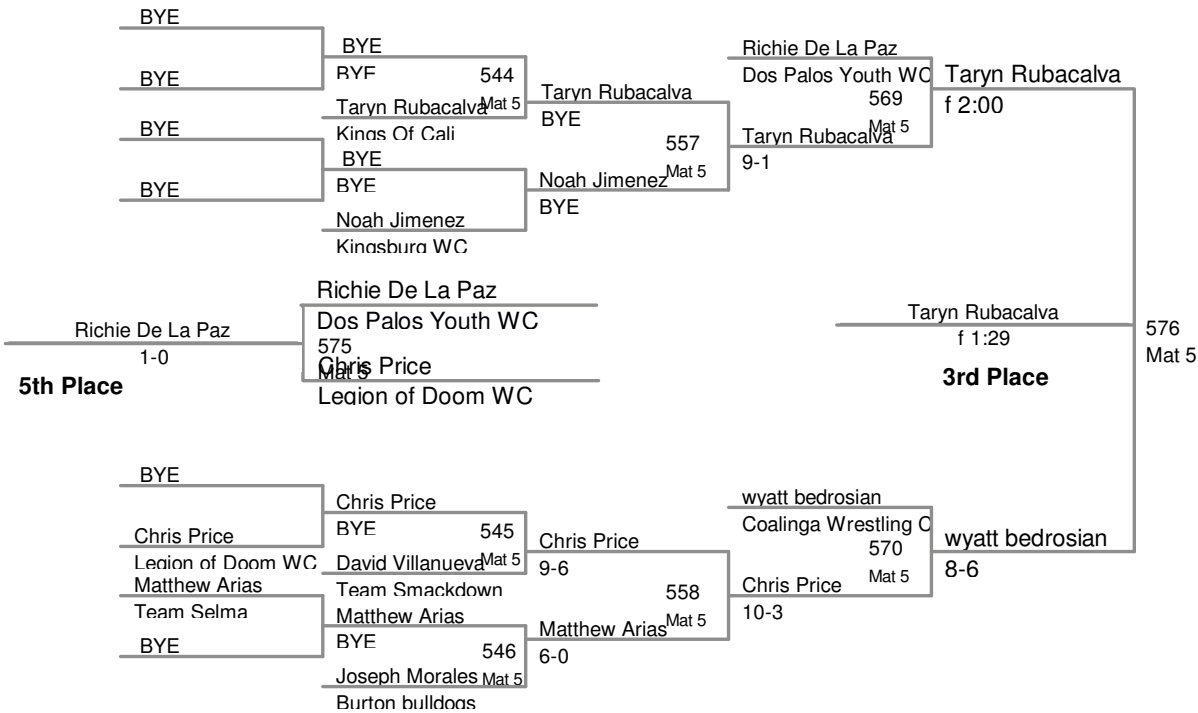 BYE
BYE
BYE
BYE
BYE
BYE
544
Mat 5
Taryn Rubacalva
Kings Of Cali
BYE
BYE
Noah Jimenez
Kingsburg WC
Taryn Rubacalva
BYE
557
Mat 5
Noah Jimenez
BYE
Richie De La Paz
Dos Palos Youth WC
569
Mat 5
Taryn Rubacalva
9-1
Taryn Rubacalva
f 2:00
Richie De La Paz
Dos Palos Youth WC
575
Mat 5
Chris Price
Legion of Doom WC
Richie De La Paz
1-0
5th Place
Taryn Rubacalva
f 1:29
3rd Place
576
Mat 5
BYE
Chris Price
Legion of Doom WC
Matthew Arias
Team Selma
BYE
Chris Price
BYE
545
Mat 5
David Villanueva
Team Smackdown
Matthew Arias
BYE
546
Mat 5
Joseph Morales
Burton bulldogs
Chris Price
9-6
558
Mat 5
Matthew Arias
6-0
wyatt bedrosian
Coalinga Wrestling C
570
Mat 5
Chris Price
10-3
wyatt bedrosian
8-6